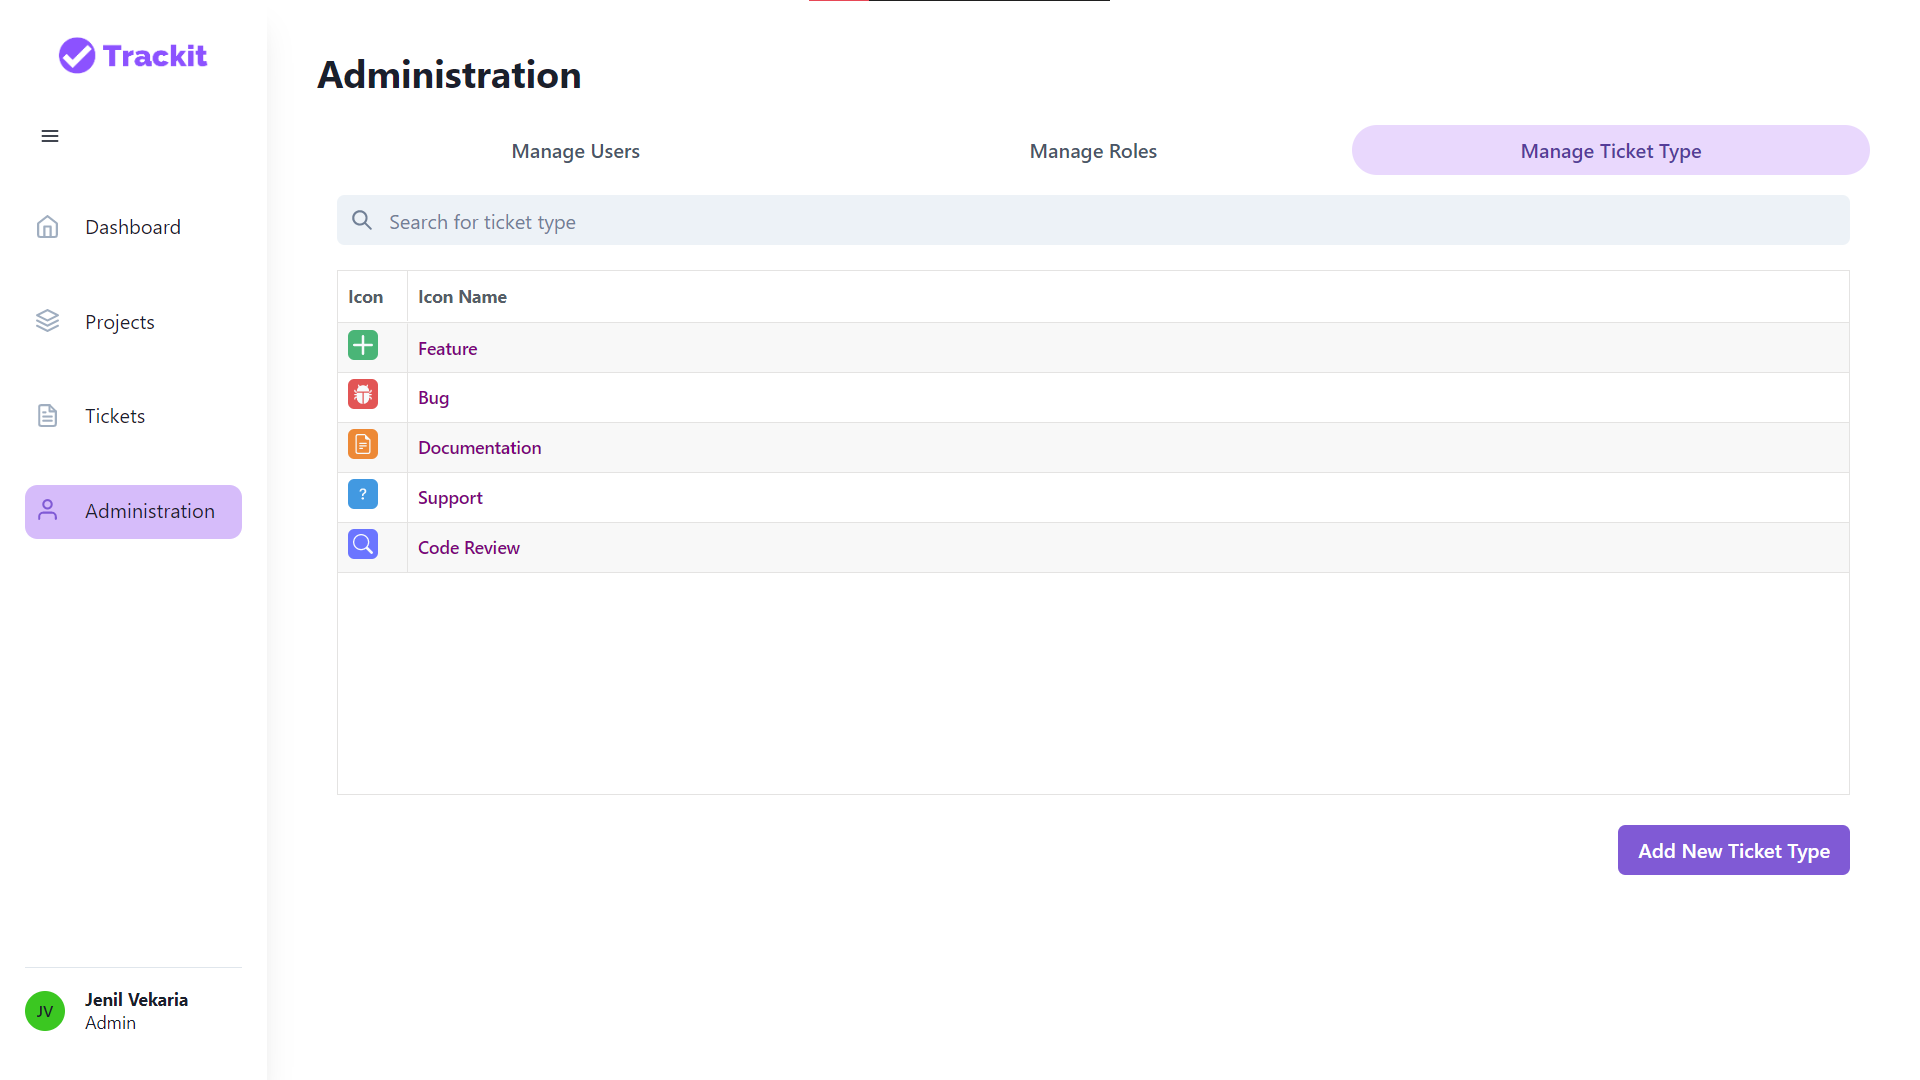 Trackit
Administration
Manage Users
Manage Roles
Manage Ticket Type
Search for ticket type
Dashboard
Projects
Tickets
Administration
Icon
Icon Name
Feature
Bug
Documentation
?
Support
Code Review
Add New Ticket Type
JV
Jenil Vekaria
Admin